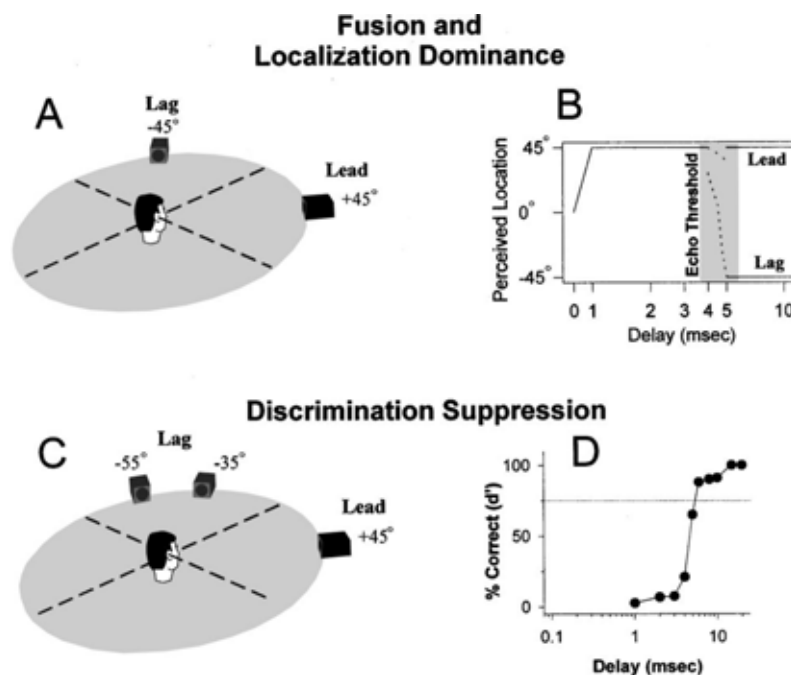 Fusion and
Localization Dominance
A
Lag
-45°
Lead
+45°
B
Perceived Location
45°
0°
-45°
Echo Threshold
Lead
Lag
0 1 2 3 4 5 10
Delay (msec)
Discrimination Suppression
C
Lag
-55°
-35°
Lead
+45°
D
% Correct (d')
100
50
0
0.1 1 10
Delay (msec)